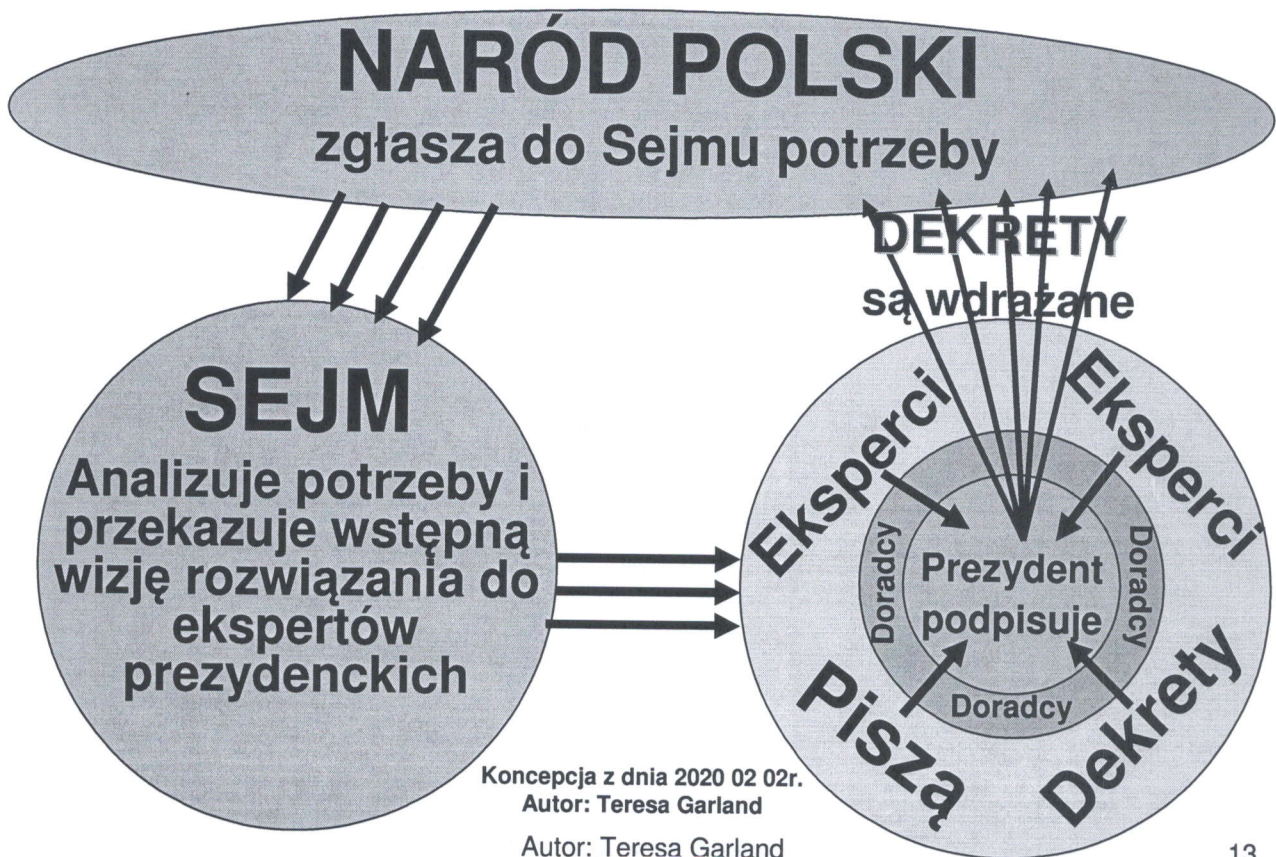 NARÓD POLSKI
zgłasza do Sejmu potrzeby
DEKRETY
są wdrażane
SEJM
Analizuje potrzeby i
przekazuje wstępną
wizję rozwiązania do
ekspertów
prezydenckich
Eksperci
Eksperci
Doradcy
Doradcy
Prezydent
podpisuje
Doradcy
Piszą
Dekrety
Koncepcja z dnia 2020 02 02r.
Autor: Teresa Garland
Autor: Teresa Garland
13